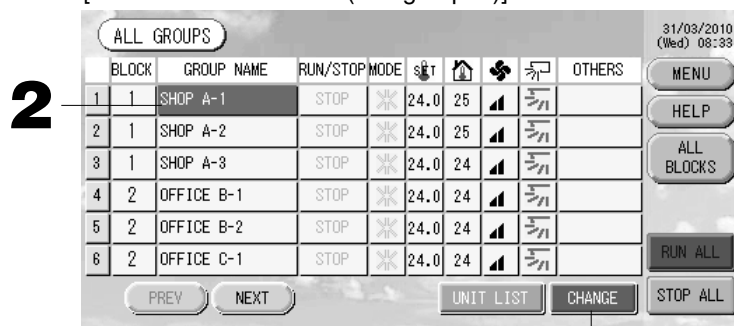 ALL GROUPS
31/03/2010
(Wed) 08:33
BLOCK GROUP NAME RUN/STOP MODE SET OTHERS
MENU
2
1 1 SHOP A-1 STOP 24.0 25
HELP
2 1 SHOP A-2 STOP 24.0 25
ALL
BLOCKS
3 1 SHOP A-3 STOP 24.0 24
4 2 OFFICE B-1 STOP 24.0 24
5 2 OFFICE B-2 STOP 24.0 24
6 2 OFFICE C-1 STOP 24.0 24
RUN ALL
PREV NEXT UNIT LIST CHANGE STOP ALL